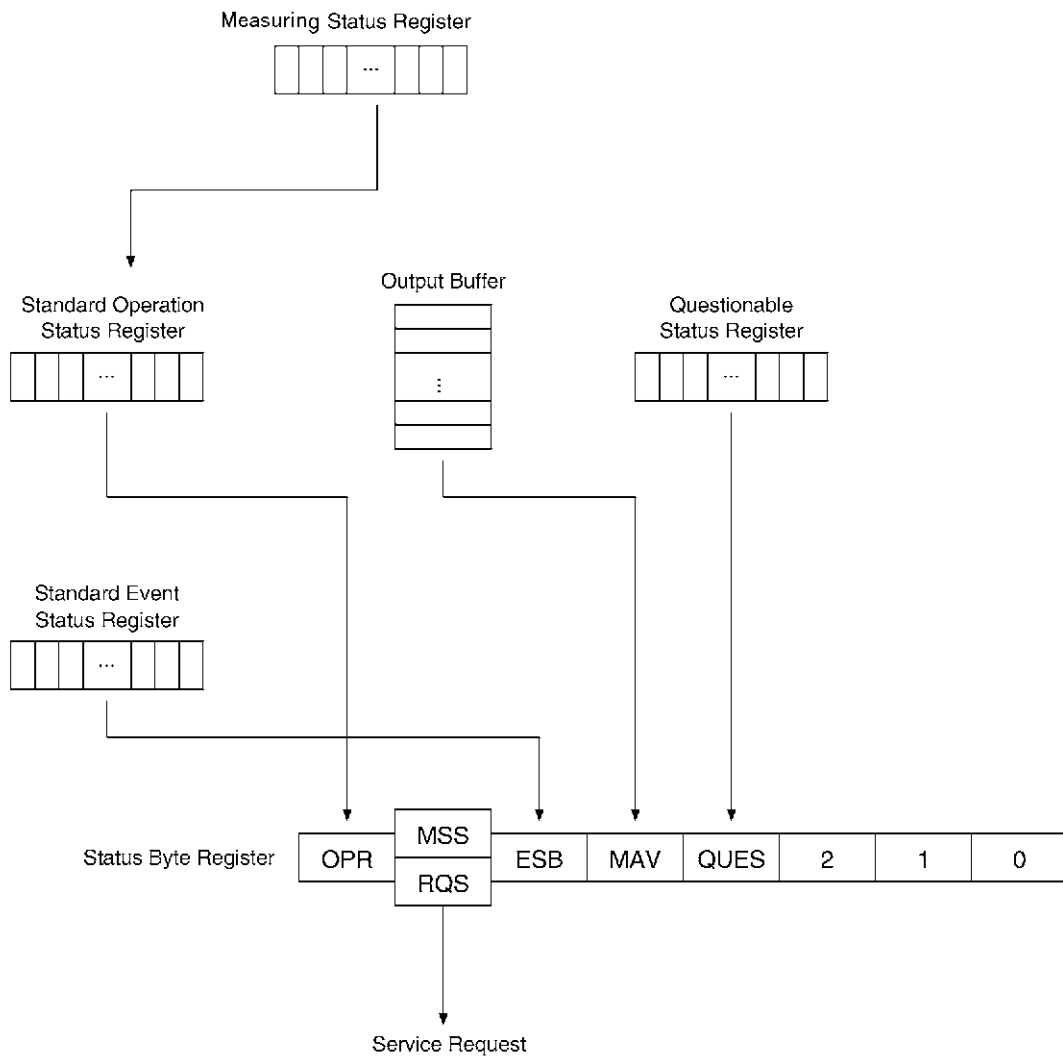 Measuring Status Register
...
Output Buffer
Standard Operation
Status Register
Questionable
Status Register
...
...
...
Standard Event
Status Register
...
Status Byte Register
OPR
MSS
RQS
ESB
MAV
QUES
2
1
0
Service Request